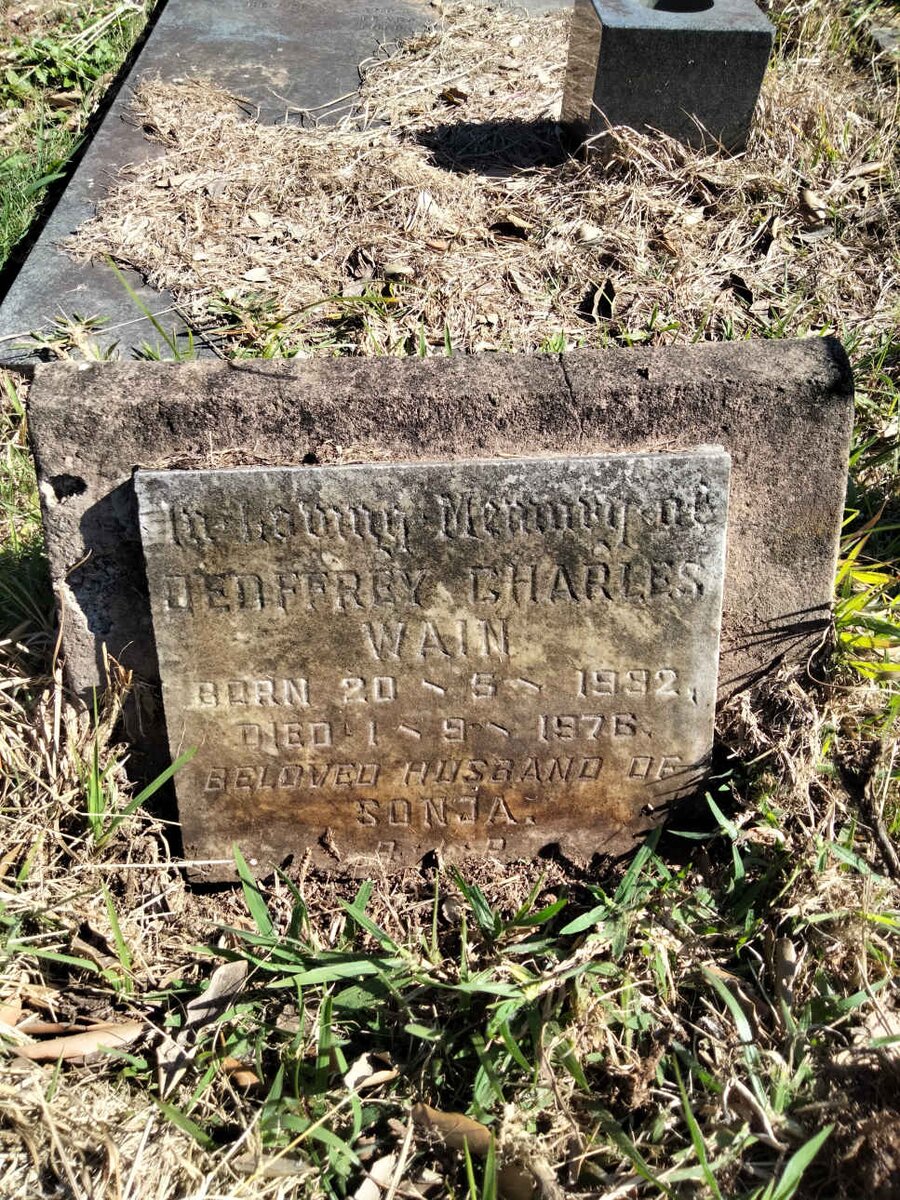 In Loving Memory of
GEOFFREY CHARLES
WAIN
BORN 20 - 5 - 1932,
DIED 1 - 9 - 1976.
BELOVED HUSBAND OF
SONJA.
R.I.P.